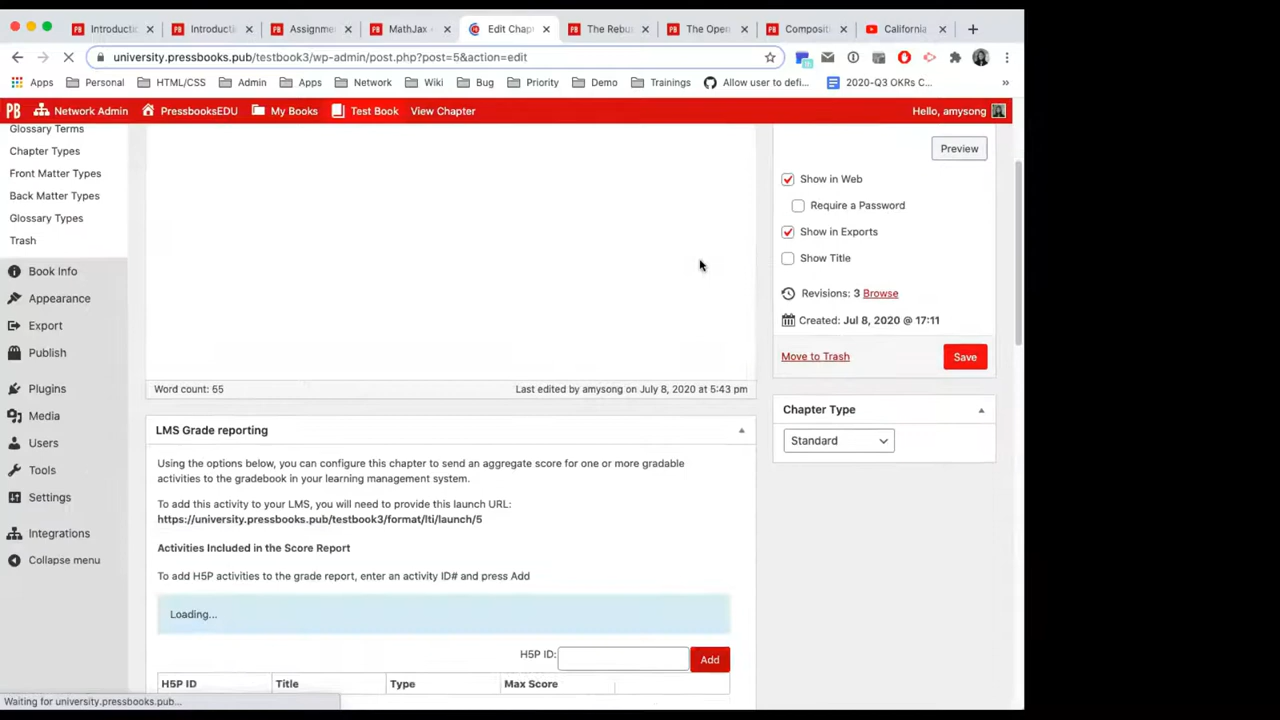 Introductic
Introductic
Assignme
MathJax
Edit Chap
The Rebus
The Open
Compositi
California
university.pressbooks.pub/testbook3/wp-admin/post.php?post=5&action=edit
Apps Personal HTML/CSS Admin Apps Network Wiki Bug Priority Demo Trainings Allow user to defi... 2020-Q3 OKRs C... »
PB Network Admin PressbooksEDU My Books Test Book View Chapter Hello, amysong
Glossary Terms
Chapter Types
Front Matter Types
Back Matter Types
Glossary Types
Trash
Book Info
Appearance
Export
Publish
Plugins
Media
Users
Tools
Settings
Integrations
Collapse menu
Word count: 65
Last edited by amysong on July 8, 2020 at 5:43 pm
LMS Grade reporting
Using the options below, you can configure this chapter to send an aggregate score for one or more gradable
activities to the gradebook in your learning management system.
To add this activity to your LMS, you will need to provide this launch URL:
https://university.pressbooks.pub/testbook3/format/lti/launch/5
Activities Included in the Score Report
To add H5P activities to the grade report, enter an activity ID# and press Add
Loading...
H5P ID:
Add
H5P ID Title Type Max Score
Preview
Show in Web
Require a Password
Show in Exports
Show Title
Revisions: 3 Browse
Created: Jul 8, 2020 @ 17:11
Move to Trash
Save
Chapter Type
Standard
Waiting for university.pressbooks.pub...